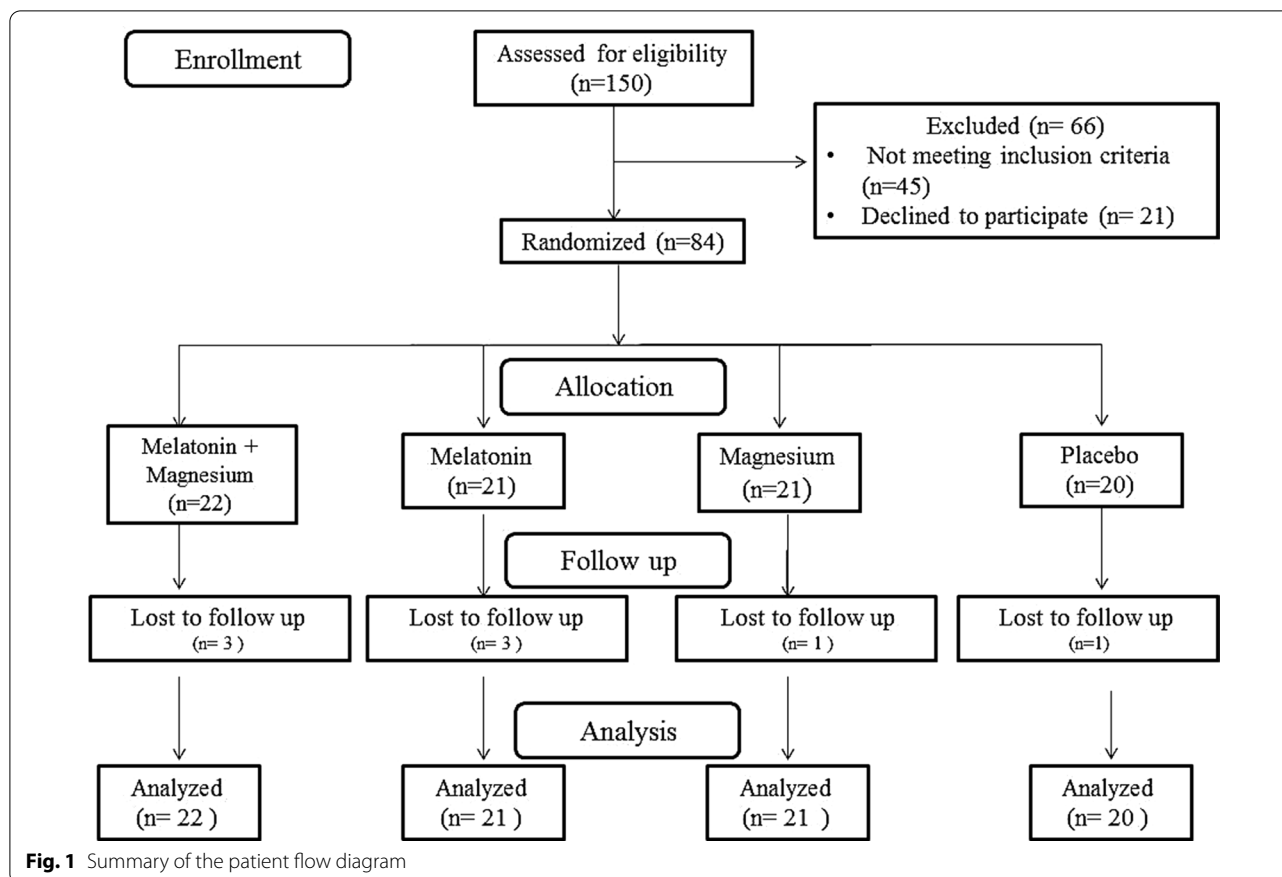 Enrollment
Assessed for eligibility
(n=150)
Excluded (n= 66)
• Not meeting inclusion criteria
(n=45)
• Declined to participate (n= 21)
Randomized (n=84)
Allocation
Melatonin +
Magnesium
(n=22)
Melatonin
(n=21)
Magnesium
(n=21)
Placebo
(n=20)
Follow up
Lost to follow up
(n= 3 )
Lost to follow up
(n= 3 )
Lost to follow up
(n= 1 )
Lost to follow up
(n=1)
Analysis
Analyzed
(n= 22 )
Analyzed
(n= 21 )
Analyzed
(n= 21 )
Analyzed
(n= 20 )
Fig. 1 Summary of the patient flow diagram